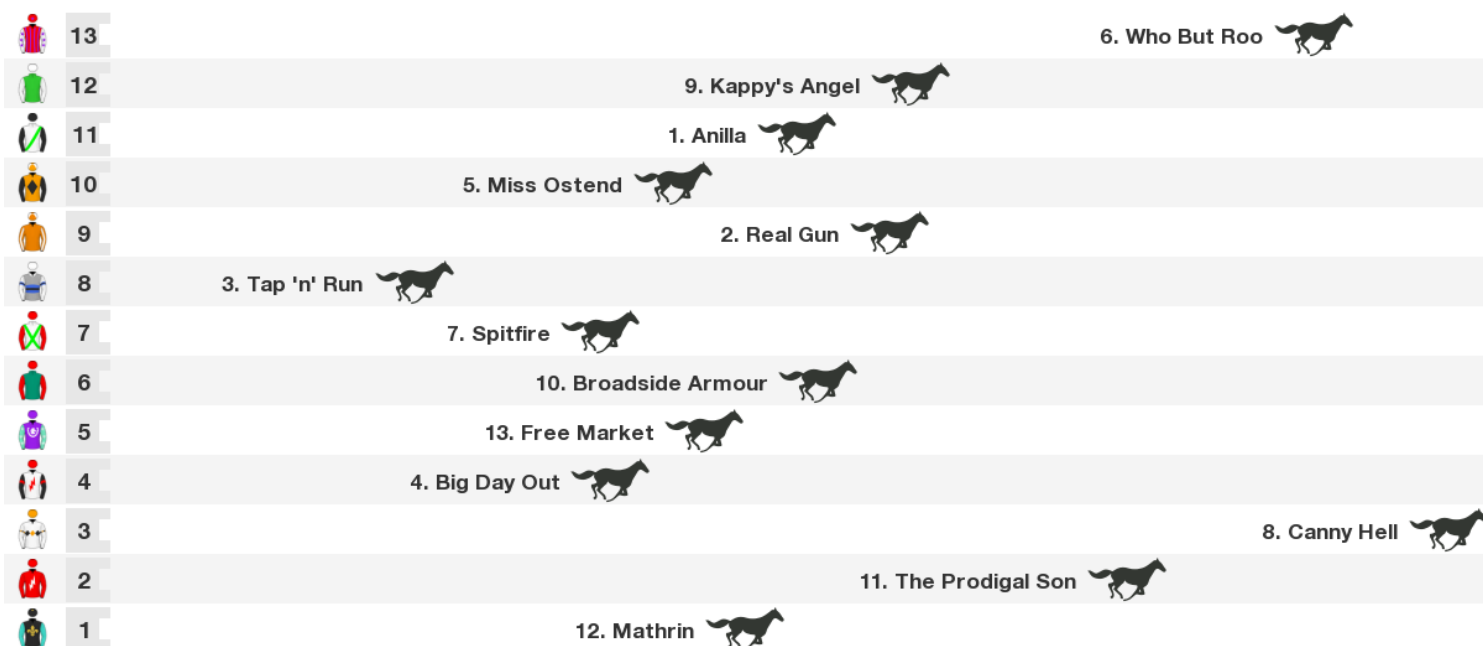 13 6. Who But Roo
12 9. Kappy's Angel
11 1. Anilla
10 5. Miss Ostend
9 2. Real Gun
8 3. Tap 'n' Run
7 7. Spitfire
6 10. Broadside Armour
5 13. Free Market
4 4. Big Day Out
3 8. Canny Hell
2 11. The Prodigal Son
1 12. Mathrin